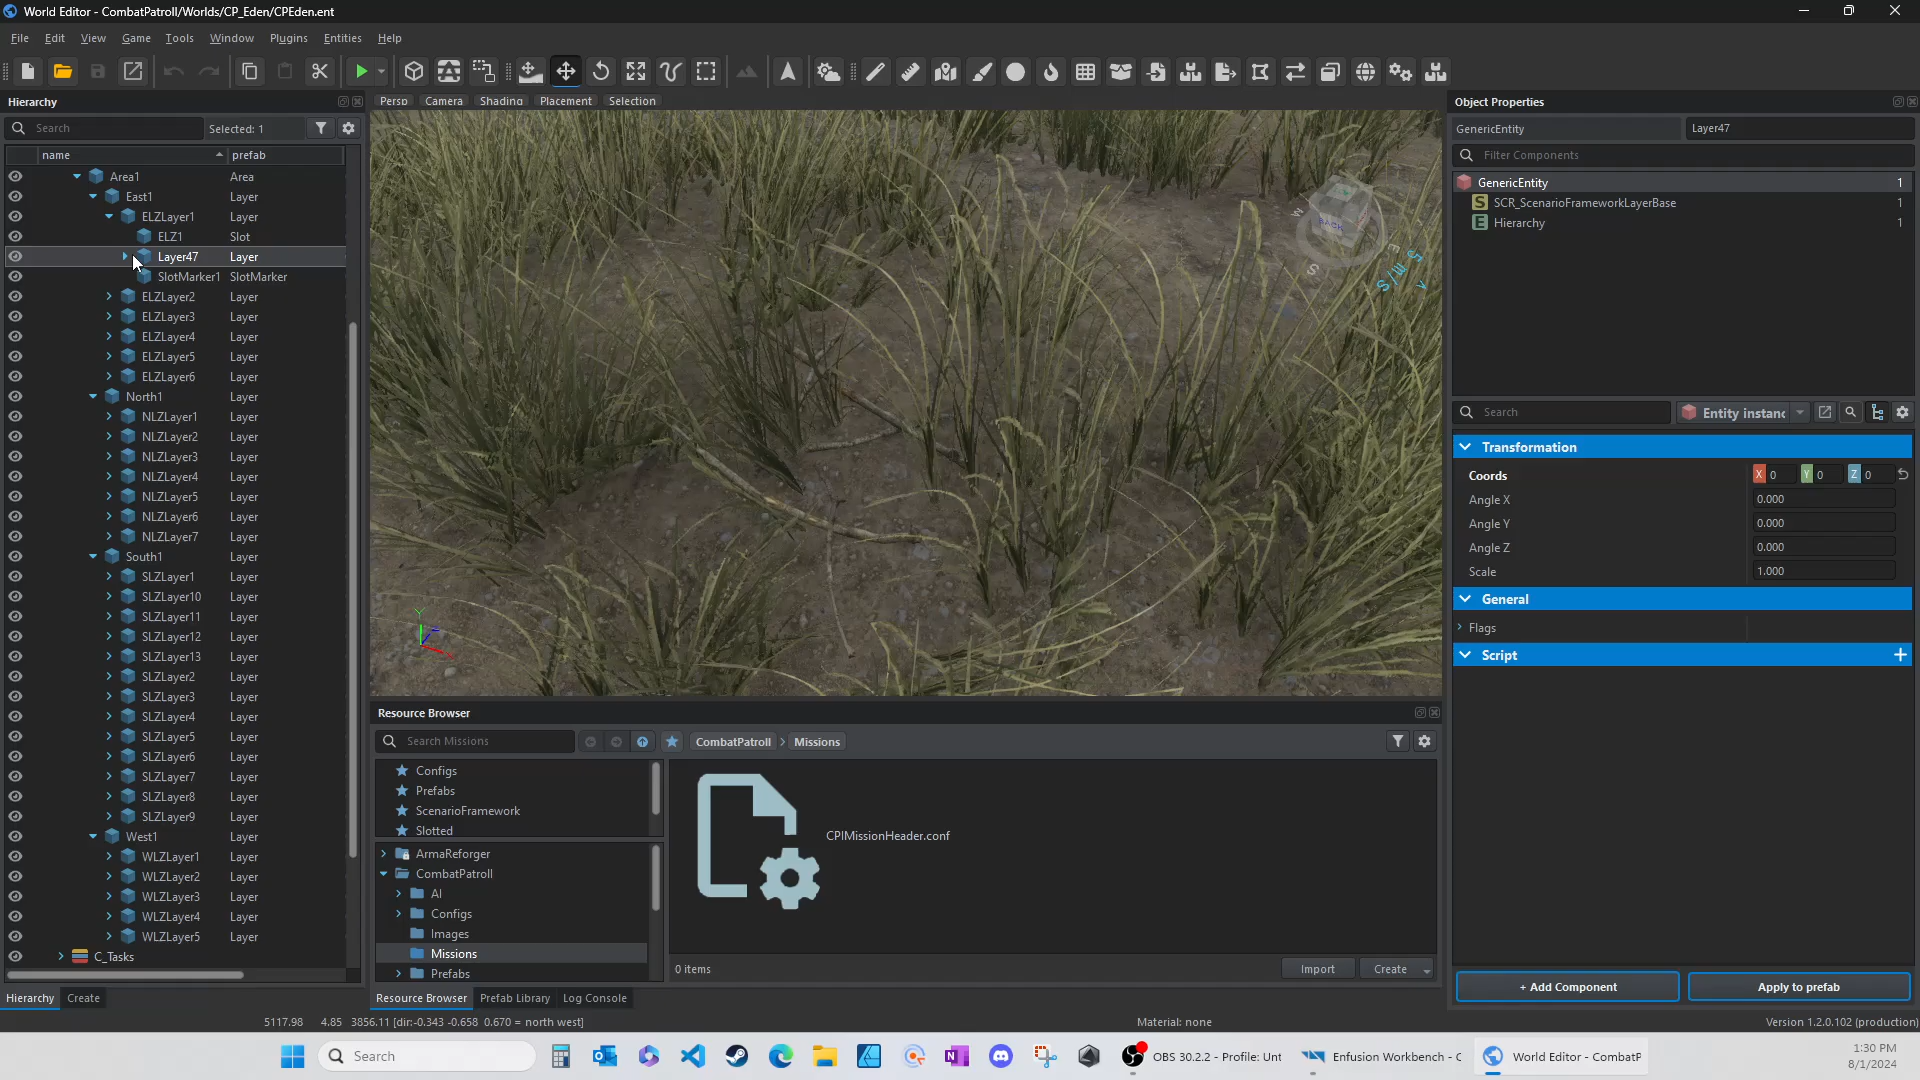 World Editor - CombatPatroll/Worlds/CP_Eden/CPEden.ent
File Edit View Game Tools Window Plugins Entities Help
Hierarchy
Search Selected: 1
name prefab
Area1 Area
East1 Layer
ELZLayer1 Layer
ELZ1 Slot
Layer47 Layer
SlotMarker1 SlotMarker
ELZLayer2 Layer
ELZLayer3 Layer
ELZLayer4 Layer
ELZLayer5 Layer
ELZLayer6 Layer
North1 Layer
NLZLayer1 Layer
NLZLayer2 Layer
NLZLayer3 Layer
NLZLayer4 Layer
NLZLayer5 Layer
NLZLayer6 Layer
NLZLayer7 Layer
South1 Layer
SLZLayer1 Layer
SLZLayer10 Layer
SLZLayer11 Layer
SLZLayer12 Layer
SLZLayer13 Layer
SLZLayer2 Layer
SLZLayer3 Layer
SLZLayer4 Layer
SLZLayer5 Layer
SLZLayer6 Layer
SLZLayer7 Layer
SLZLayer8 Layer
SLZLayer9 Layer
West1 Layer
WLZLayer1 Layer
WLZLayer2 Layer
WLZLayer3 Layer
WLZLayer4 Layer
WLZLayer5 Layer
C_Tasks
Hierarchy Create
Persp Camera Shading Placement Selection
BACK
W
E
S
5 m/s
Y
Resource Browser
Search Missions CombatPatroll > Missions
Configs
Prefabs
ScenarioFramework
Slotted
ArmaReforger
CombatPatroll
AI
Configs
Images
Missions
Prefabs
CPIMissionHeader.conf
0 items Import Create
Resource Browser Prefab Library Log Console
Object Properties
GenericEntity Layer47
Filter Components
GenericEntity 1
S SCR_ScenarioFrameworkLayerBase 1
E Hierarchy 1
Search Entity instanc
Transformation
Coords X 0 Y 0 Z 0
Angle X 0.000
Angle Y 0.000
Angle Z 0.000
Scale 1.000
General
Flags
Script
+ Add Component Apply to prefab
5117.98 4.85 3856.11 [dir:-0.343 -0.658 0.670 = north west] Material: none Version 1.2.0.102 (production)
Search OBS 30.2.2 - Profile: Unt Enfusion Workbench - C World Editor - CombatP
1:30 PM
8/1/2024